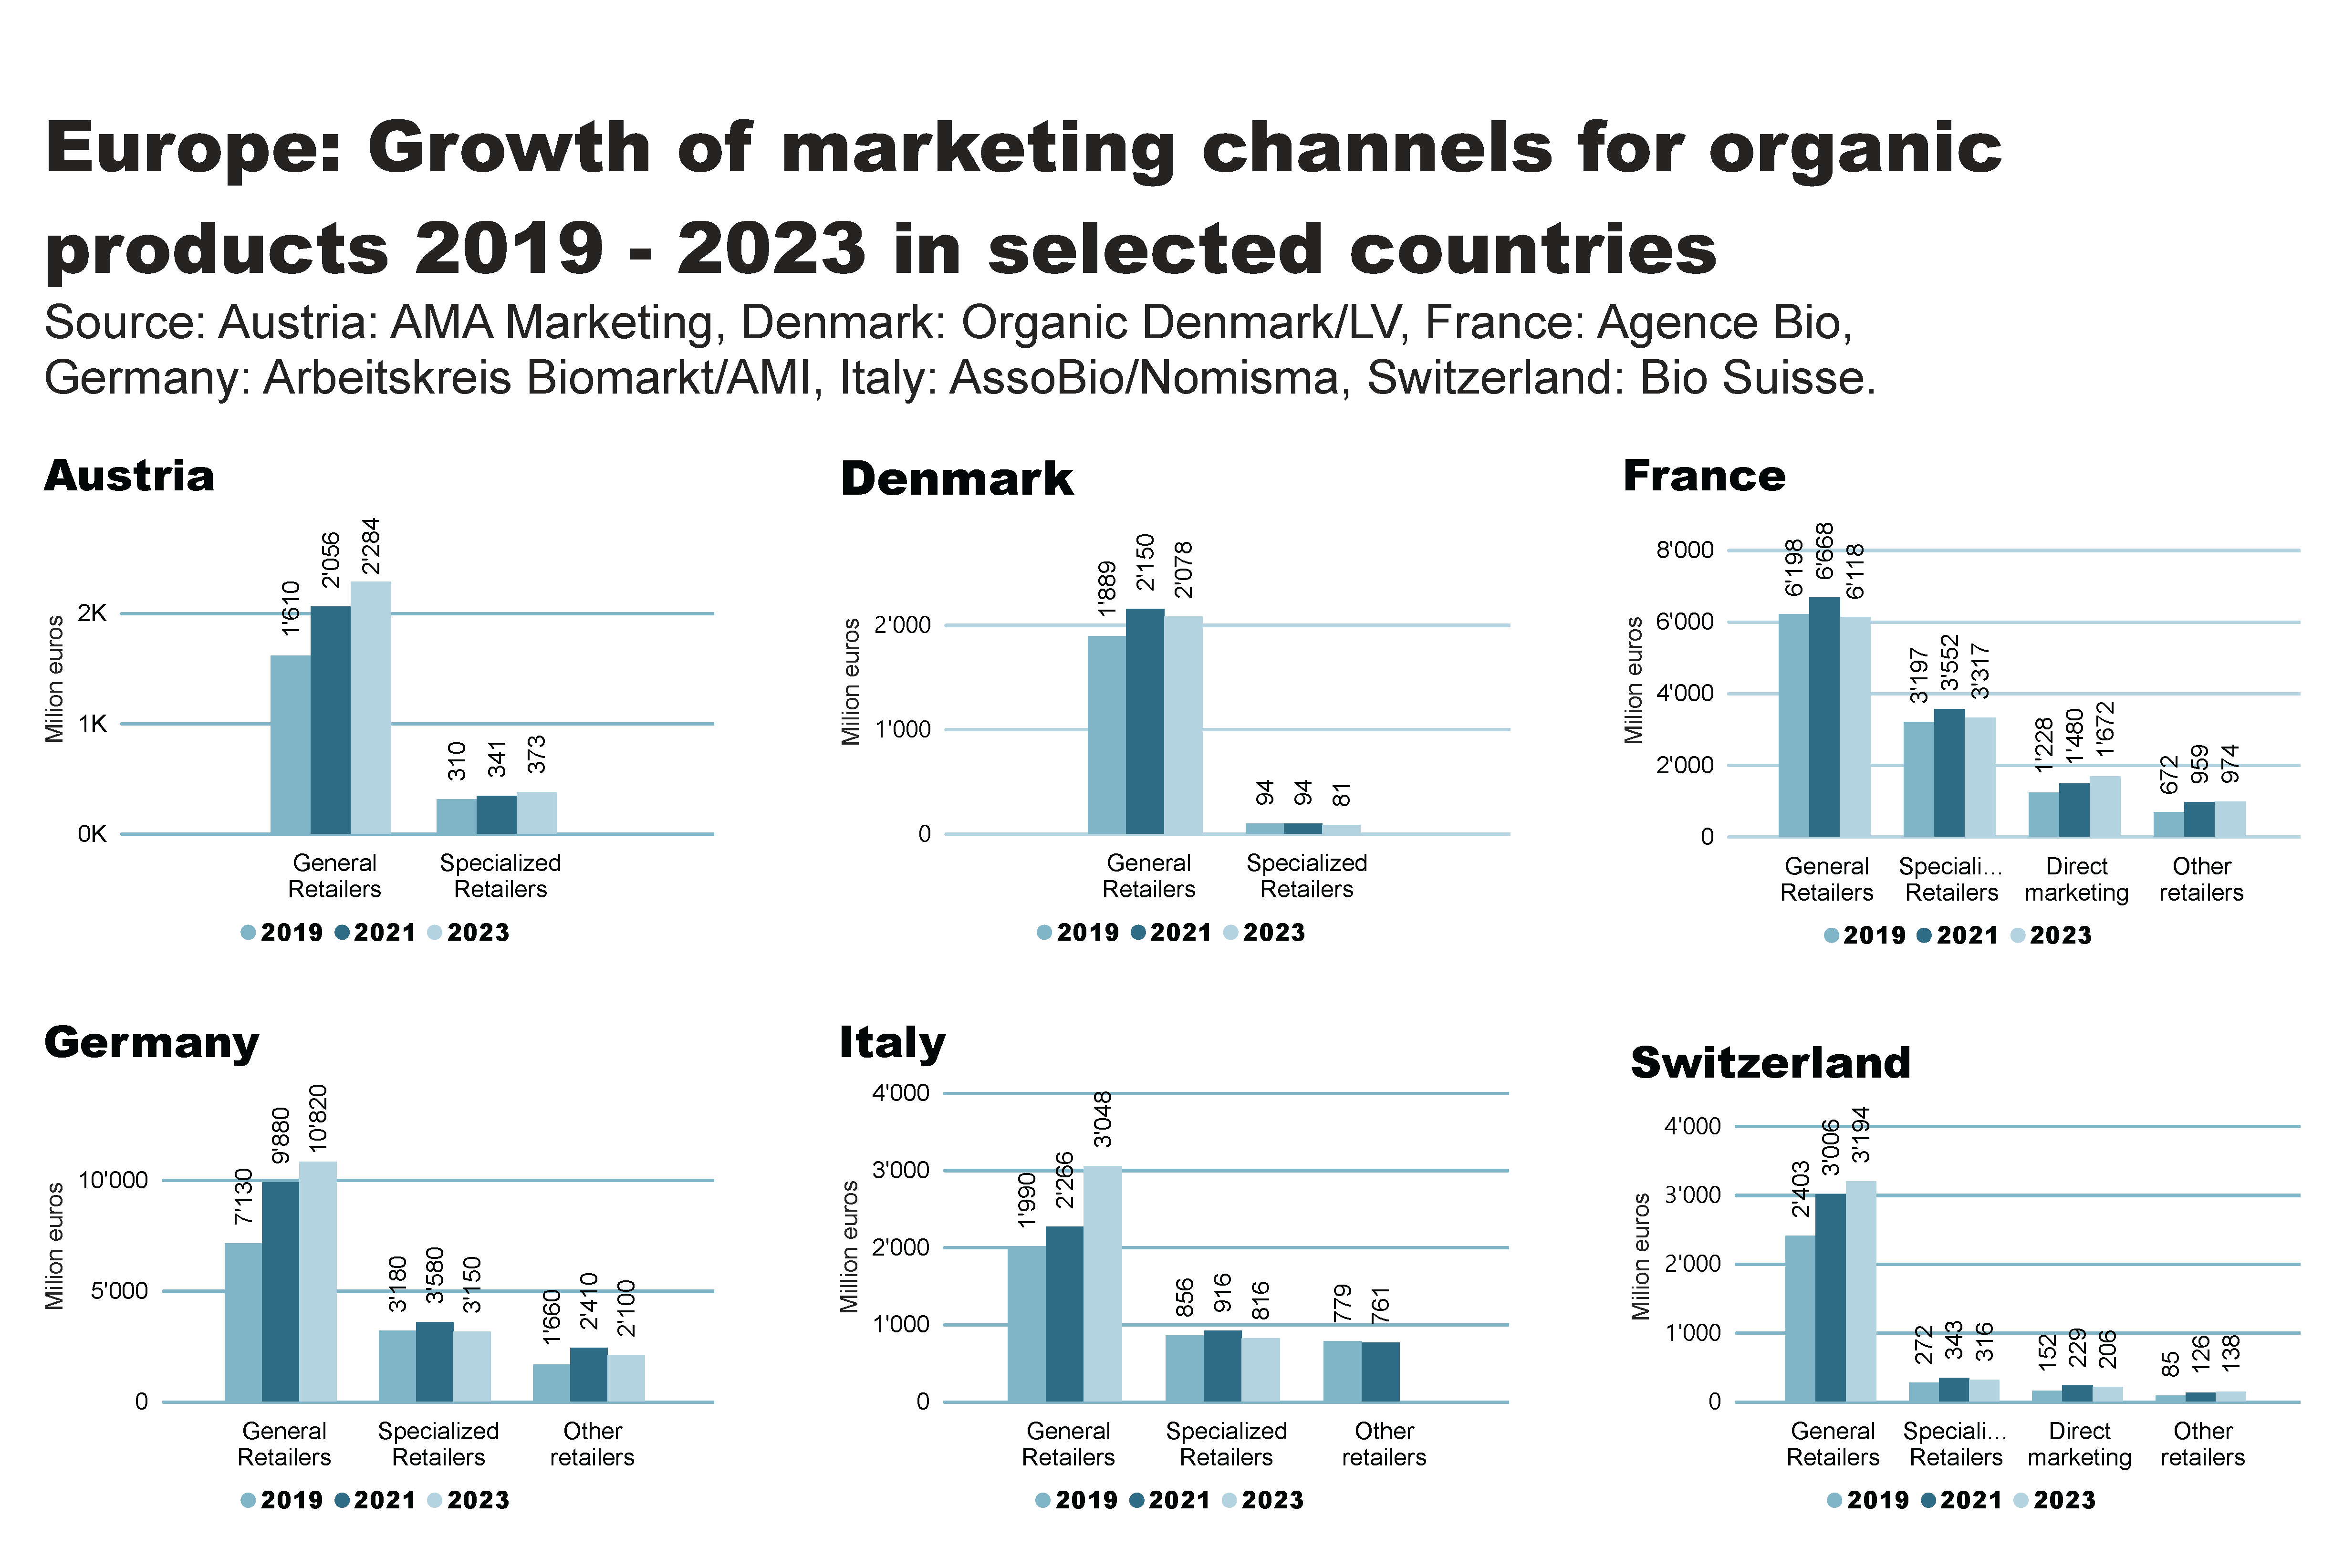 Europe: Growth of marketing channels for organic
products 2019 - 2023 in selected countries
Source: Austria: AMA Marketing, Denmark: Organic Denmark/LV, France: Agence Bio,
Germany: Arbeitskreis Biomarkt/AMI, Italy: AssoBio/Nomisma, Switzerland: Bio Suisse.
Austria
Milion euros
2K
1K
0K
1'610
2'056
2'284
310
341
373
General
Retailers
Specialized
Retailers
2019 2021 2023
Denmark
Milion euros
2'000
1'000
0
1'889
2'150
2'078
94
94
81
General
Retailers
Specialized
Retailers
2019 2021 2023
France
Milion euros
8'000
6'000
4'000
2'000
0
6'198
6'668
6'118
3'197
3'552
3'317
1'228
1'480
1'672
672
959
974
General
Retailers
Speciali...
Retailers
Direct
marketing
Other
retailers
2019 2021 2023
Germany
Milion euros
10'000
5'000
0
7'130
9'880
10'820
3'180
3'580
3'150
1'660
2'410
2'100
General
Retailers
Specialized
Retailers
Other
retailers
2019 2021 2023
Italy
Million euros
4'000
3'000
2'000
1'000
0
1'990
2'266
3'048
856
916
816
779
761
General
Retailers
Specialized
Retailers
Other
retailers
2019 2021 2023
Switzerland
Milion euros
4'000
3'000
2'000
1'000
0
2'403
3'006
3'194
272
343
316
152
229
206
85
126
138
General
Retailers
Speciali...
Retailers
Direct
marketing
Other
retailers
2019 2021 2023